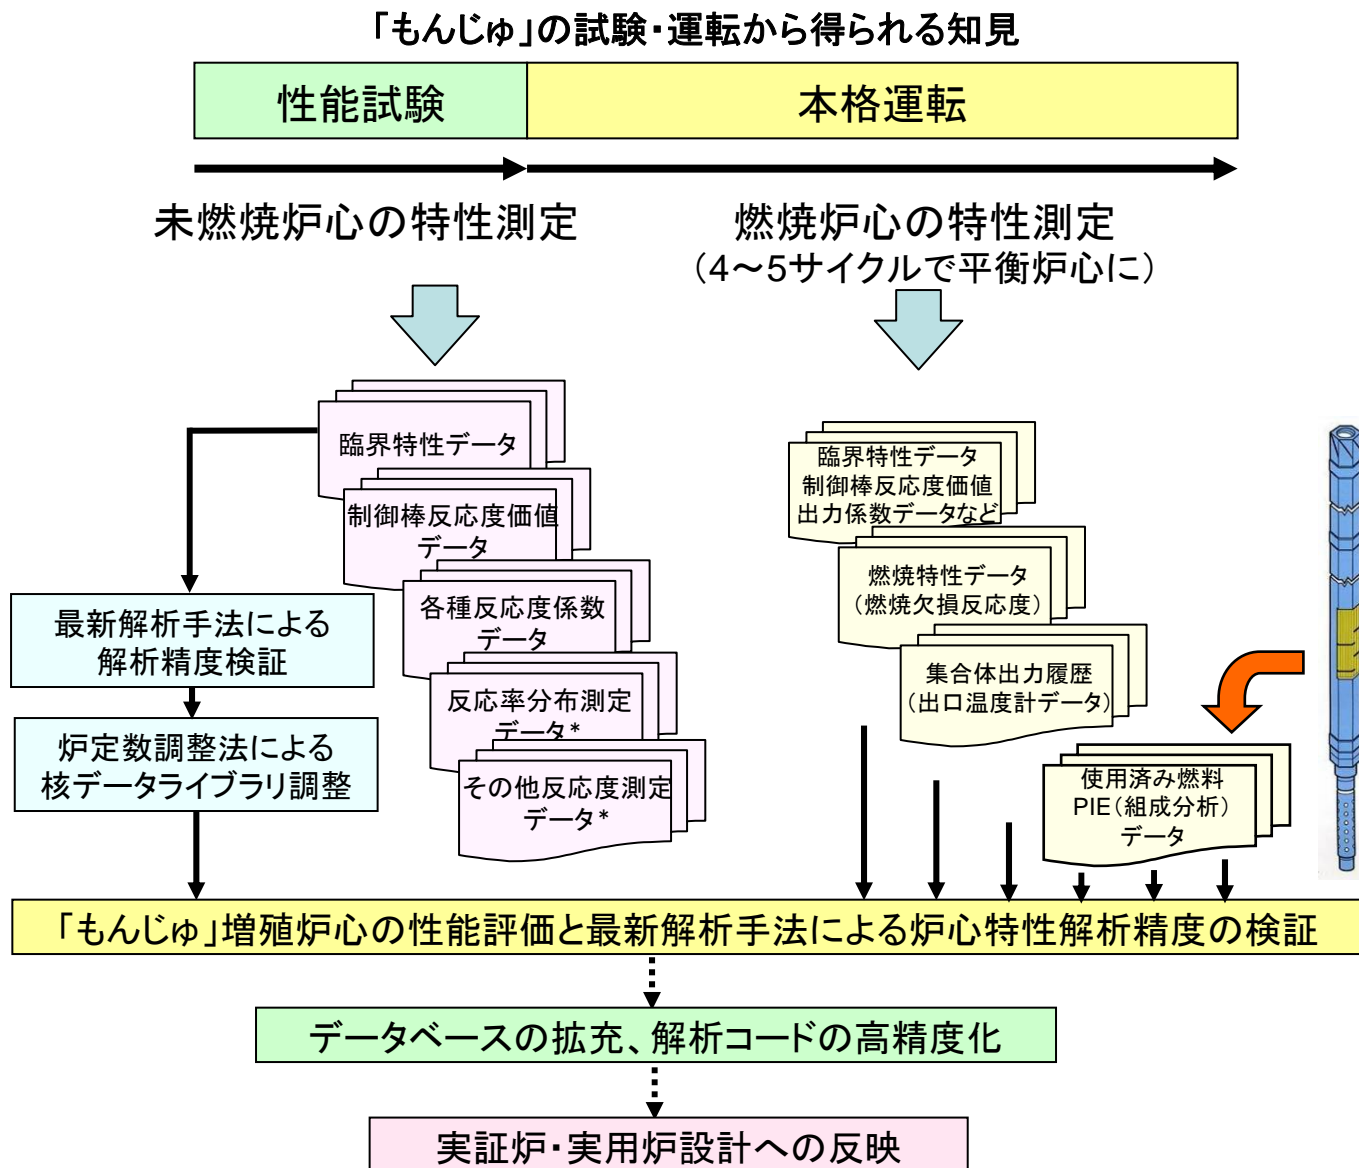 「もんじゅ」の試験・運転から得られる知見
性能試験
本格運転
未燃焼炉心の特性測定
燃焼炉心の特性測定
（4～5サイクルで平衡炉心に）
臨界特性データ
制御棒反応度価値
データ
各種反応度係数
データ
反応率分布測定
データ*
その他反応度測定
データ*
臨界特性データ
制御棒反応度価値
出力係数データなど
燃焼特性データ
（燃焼欠損反応度）
集合体出力履歴
（出口温度計データ）
使用済み燃料
PIE（組成分析）
データ
最新解析手法による
解析精度検証
炉定数調整法による
核データライブラリ調整
「もんじゅ」増殖炉心の性能評価と最新解析手法による炉心特性解析精度の検証
データベースの拡充、解析コードの高精度化
実証炉・実用炉設計への反映